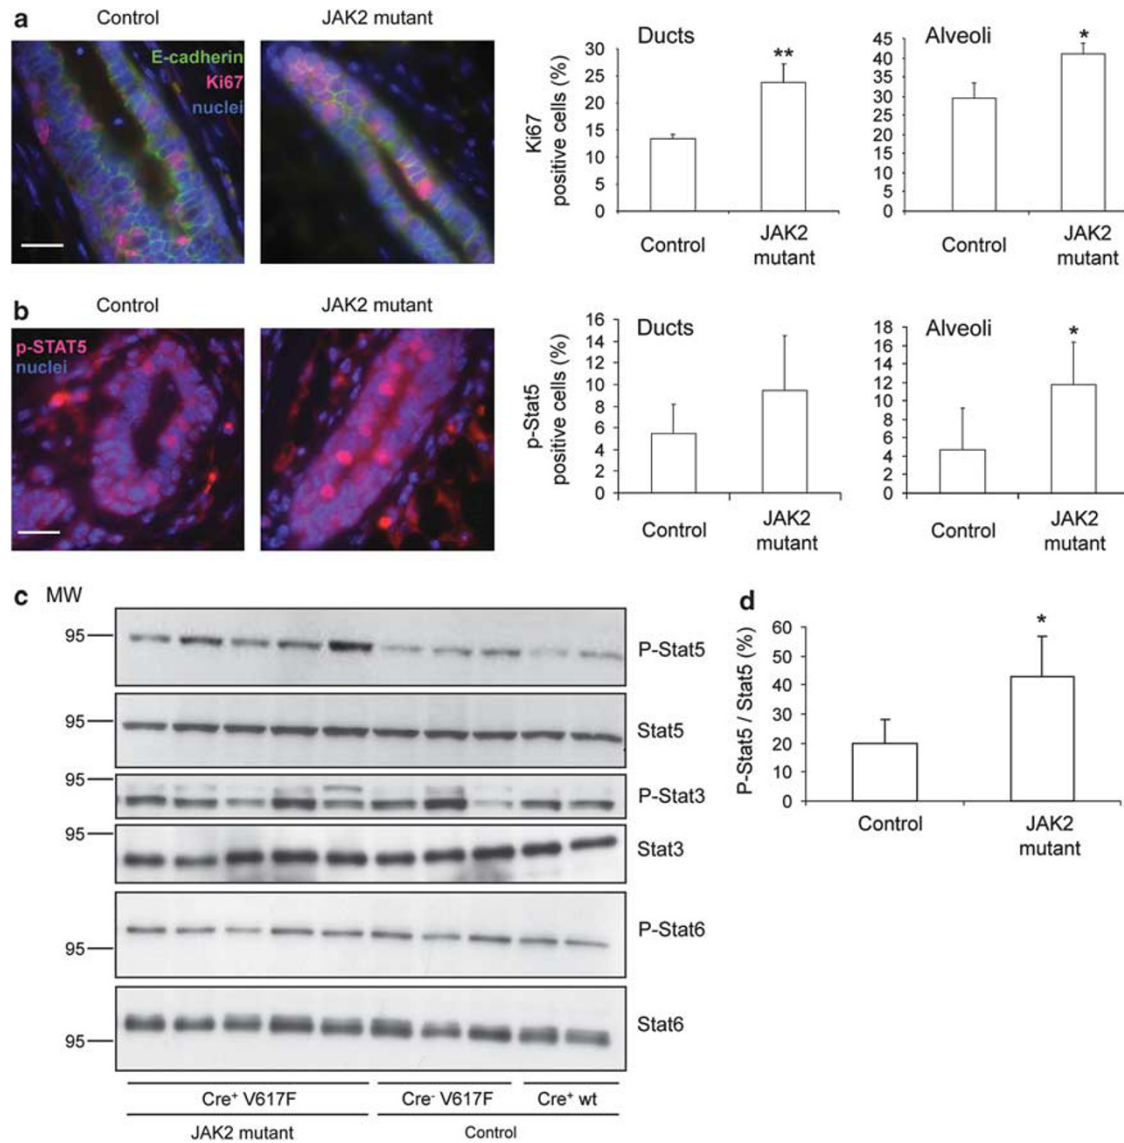 a
Control
JAK2 mutant
E-cadherin
Ki67
nuclei
Ki67
positive cells (%)
Ducts
30
25
20
15
10
5
0
**
Control
JAK2
mutant
Alveoli
45
40
35
30
25
20
15
10
5
0
*
Control
JAK2
mutant
b
Control
JAK2 mutant
p-STAT5
nuclei
p-Stat5
positive cells (%)
Ducts
16
14
12
10
8
6
4
2
0
Control
JAK2
mutant
Alveoli
18
16
14
12
10
8
6
4
2
0
*
Control
JAK2
mutant
c MW
95
P-Stat5
95
Stat5
95
P-Stat3
95
Stat3
95
P-Stat6
95
Stat6
Cre⁺ V617F
Cre⁻ V617F
Cre⁺ wt
JAK2 mutant
Control
d
P-Stat5 / Stat5 (%)
60
50
40
30
20
10
0
*
Control
JAK2
mutant